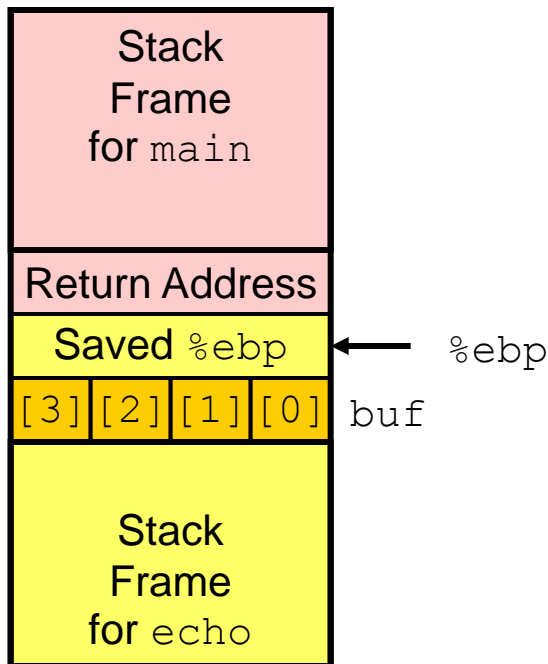 Stack
Frame
for main
Return Address
Saved %ebp
%ebp
[3] [2] [1] [0]
buf
Stack
Frame
for echo